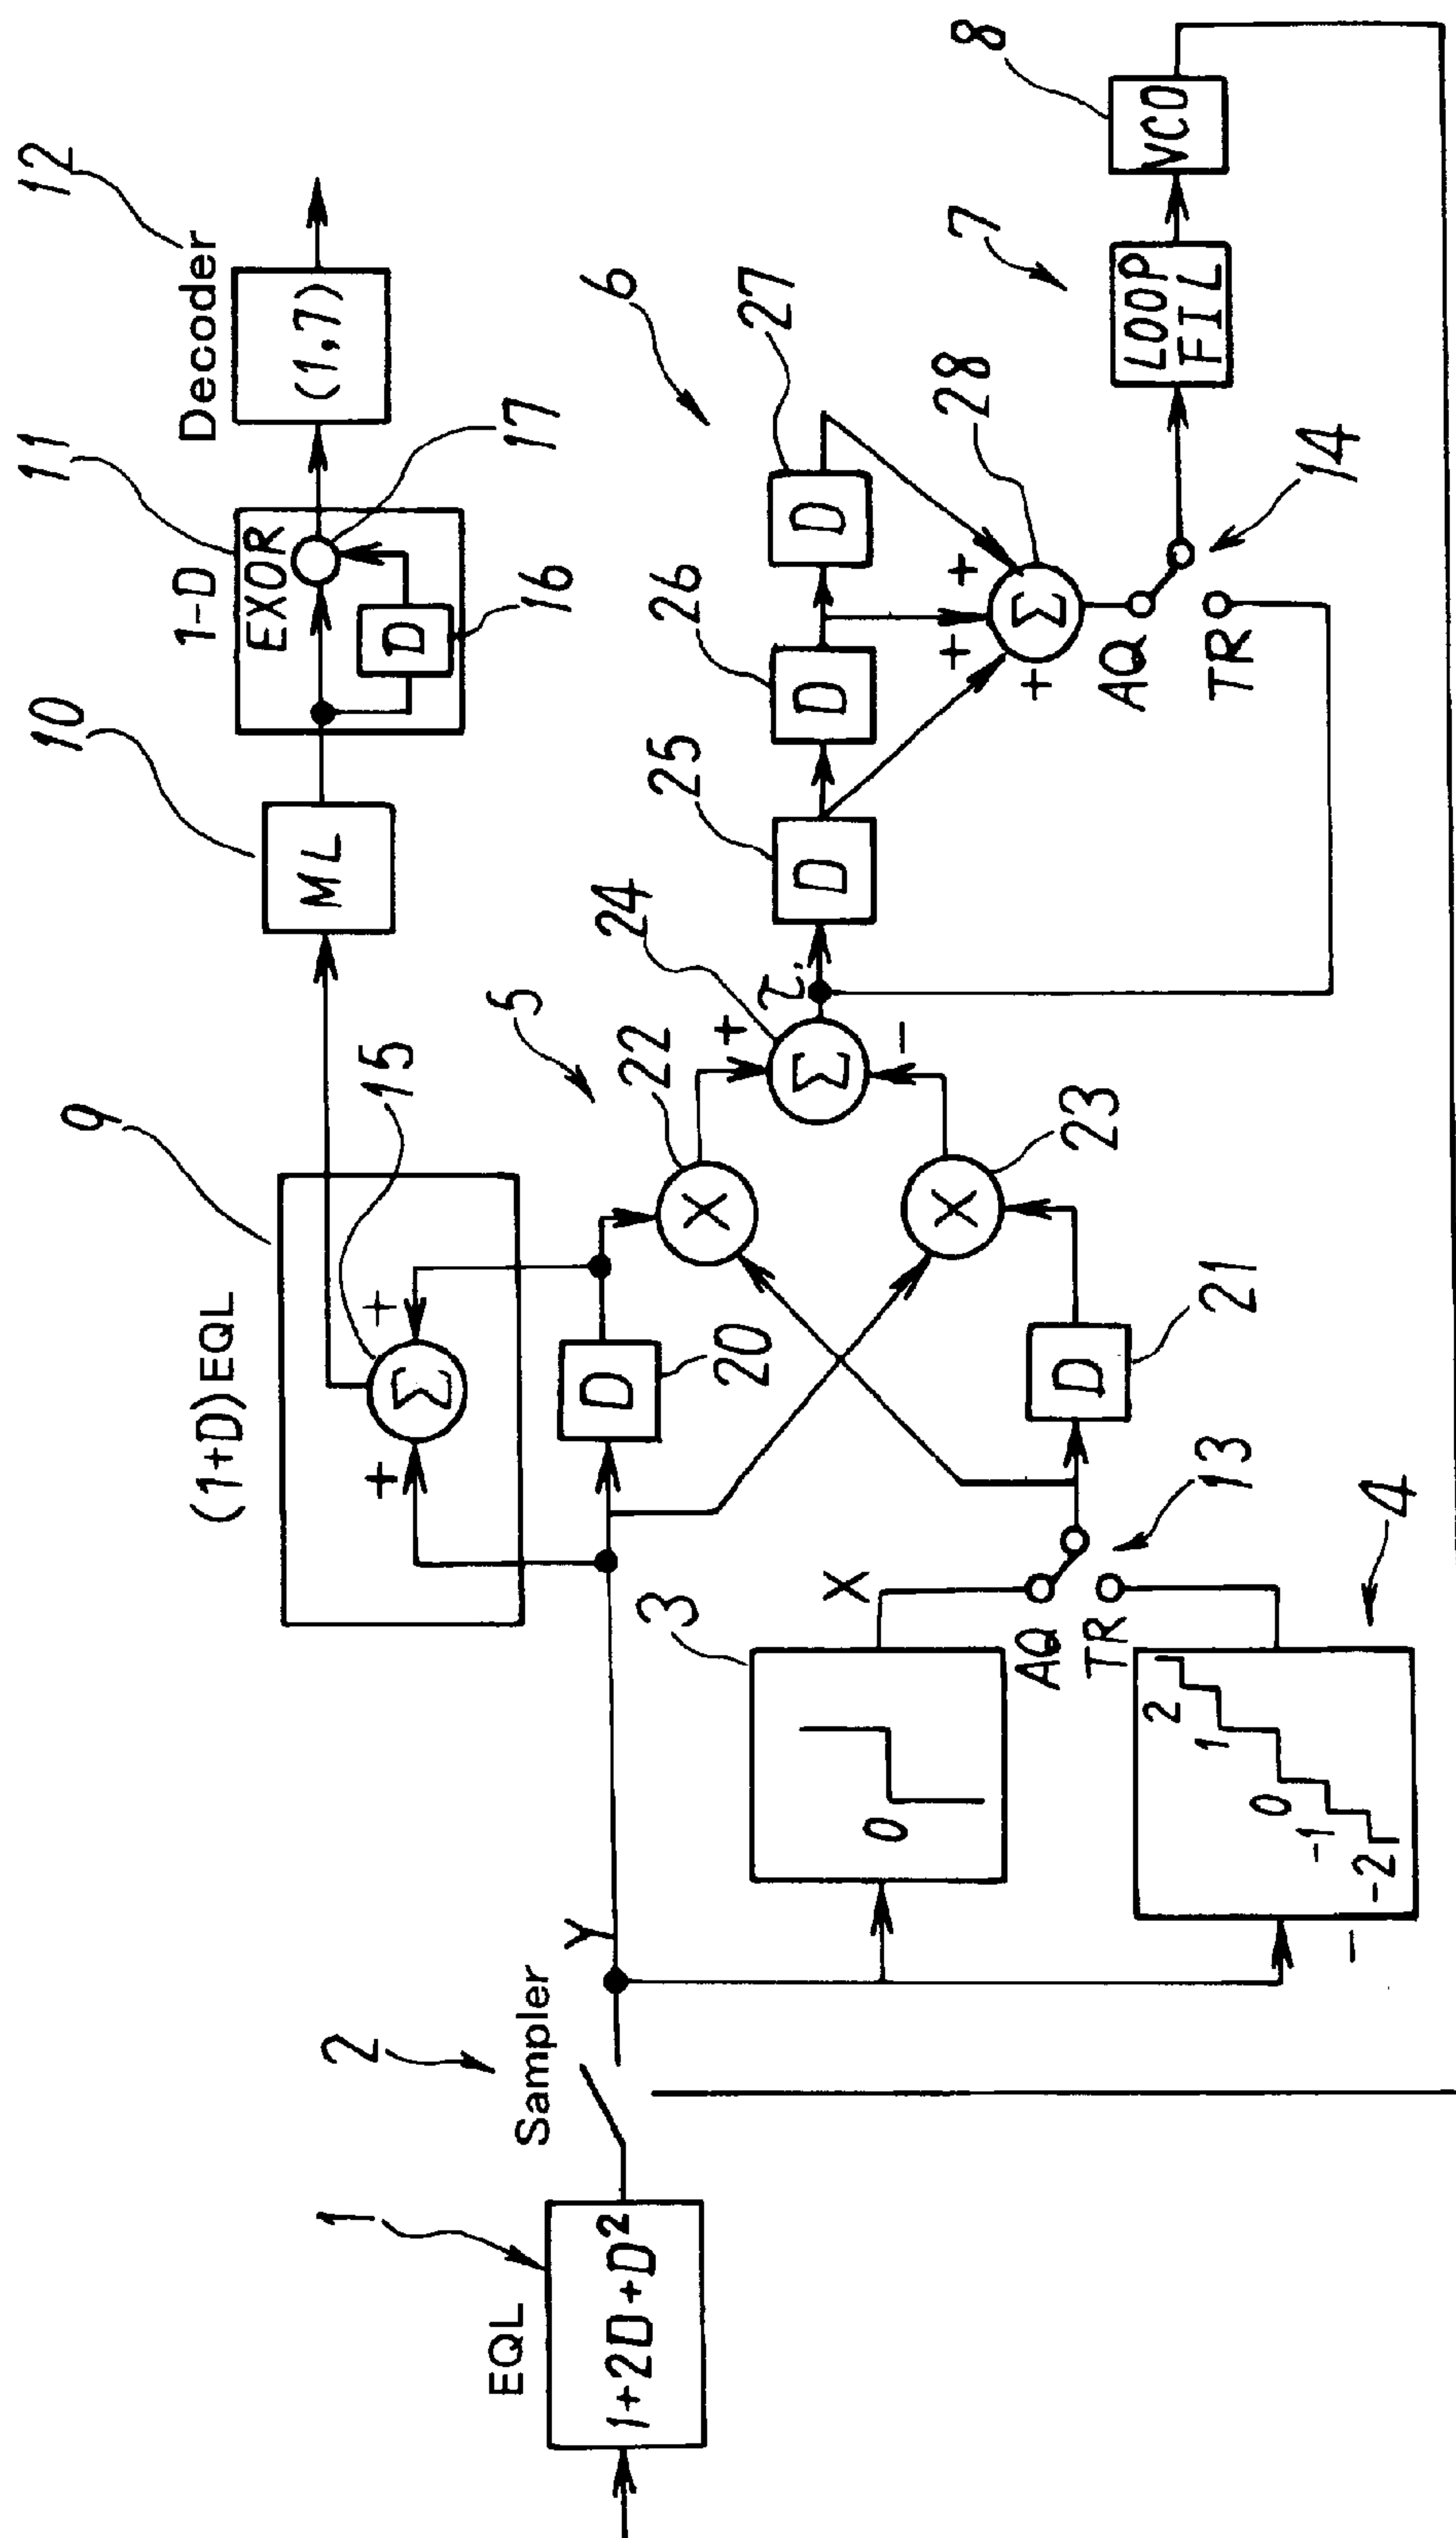 EQL
1
1+2D+D²
2
Sampler
Y
(1+D) EQL
9
15
+
+
Σ
10
ML
11
1-D
EXOR
17
D
16
Decoder
12
(1,7)
3
0
X
AQ
TR
13
4
2
1
0
-1
-2
-
D
20
D
21
5
22
X
X
23
+
-
Σ
24
τ
6
25
D
26
D
27
D
28
+
+
+
Σ
AQ
TR
14
7
LOOP
FIL
8
VCO